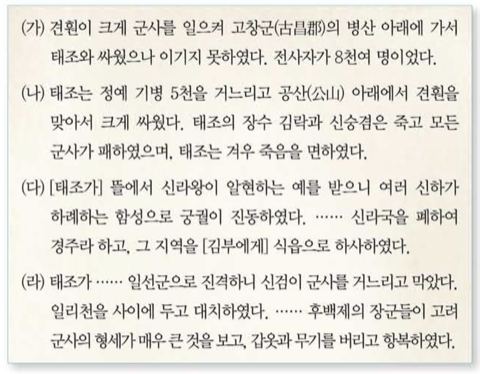 (가) 견훤이 크게 군사를 일으켜 고창군(古昌郡)의 병산 아래에 가서
태조와 싸웠으나 이기지 못하였다. 전사자가 8천여 명이었다.
(나) 태조는 정예 기병 5천을 거느리고 공산(公山) 아래에서 견훤을
맞아서 크게 싸웠다. 태조의 장수 김락과 신숭겸은 죽고 모든
군사가 패하였으며, 태조는 겨우 죽음을 면하였다.
(다) [태조가] 뜰에서 신라왕이 알현하는 예를 받으니 여러 신하가
하례하는 함성으로 궁궐이 진동하였다. …… 신라국을 폐하여
경주라 하고, 그 지역을 [김부에게] 식읍으로 하사하였다.
(라) 태조가 …… 일선군으로 진격하니 신검이 군사를 거느리고 막았다.
일리천을 사이에 두고 대치하였다. …… 후백제의 장군들이 고려
군사의 형세가 매우 큰 것을 보고, 갑옷과 무기를 버리고 항복하였다.